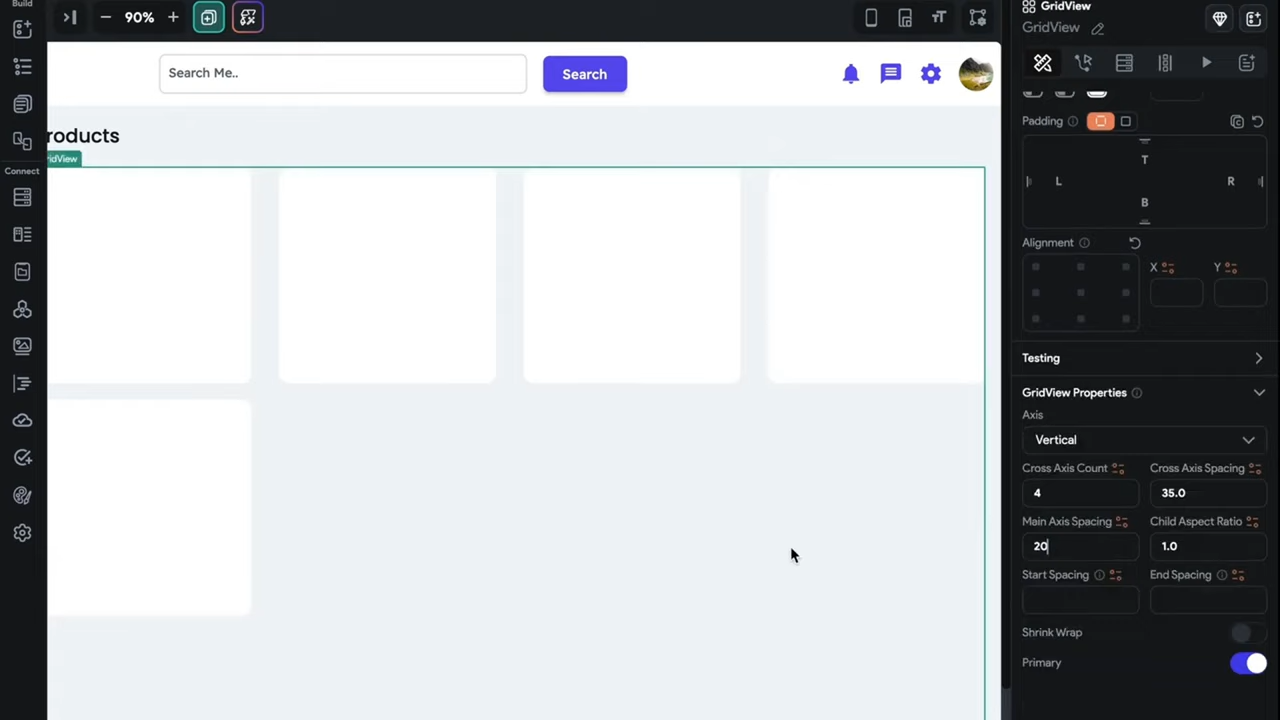 Build
90%
GridView
GridView
Search Me..
Search
Padding
T
L
R
B
roducts
ridView
Connect
Alignment
X
Y
Testing
GridView Properties
Axis
Vertical
Cross Axis Count
Cross Axis Spacing
4
35.0
Main Axis Spacing
Child Aspect Ratio
20
1.0
Start Spacing
End Spacing
Shrink Wrap
Primary